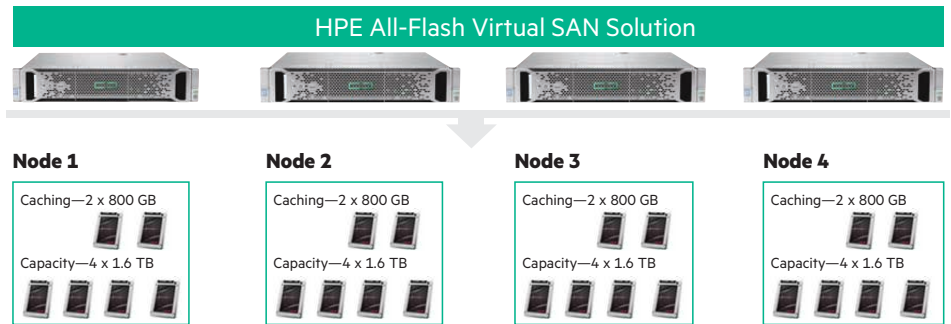 HPE All-Flash Virtual SAN Solution
Node 1
Caching—2 x 800 GB
Capacity—4 x 1.6 TB
Node 2
Caching—2 x 800 GB
Capacity—4 x 1.6 TB
Node 3
Caching—2 x 800 GB
Capacity—4 x 1.6 TB
Node 4
Caching—2 x 800 GB
Capacity—4 x 1.6 TB